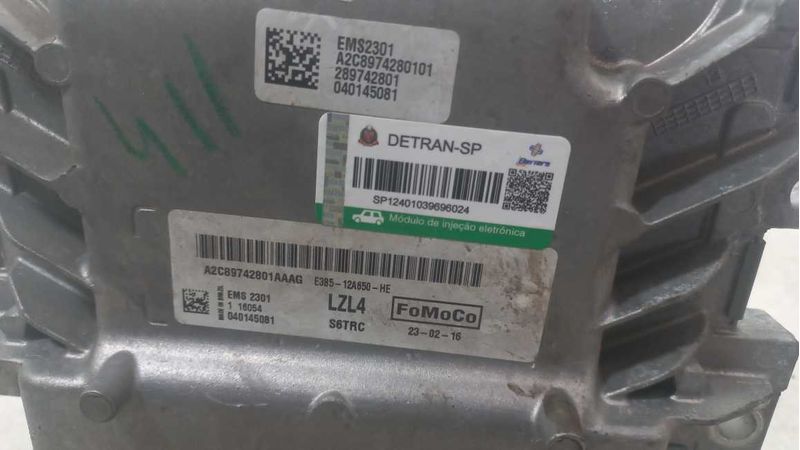 EMS2301
A2C8974280101
289742801
040145081
DETRAN-SP
SP12401039696024
Módulo de injeção eletrônica
A2C89742801AAAG E3B5-12A650-HE
EMS 2301
1 16054
040145081
LZL4
S6TRC
FoMoCo
23-02-16